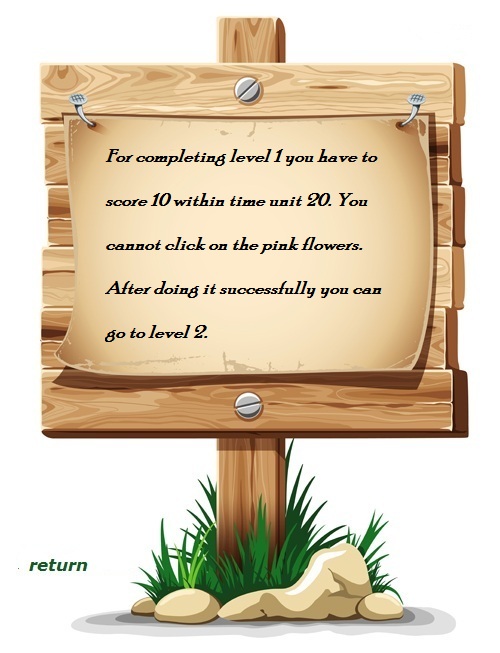 For completing level 1 you have to
score 10 within time unit 20. You
cannot click on the pink flowers.
After doing it successfully you can
go to level 2.
return